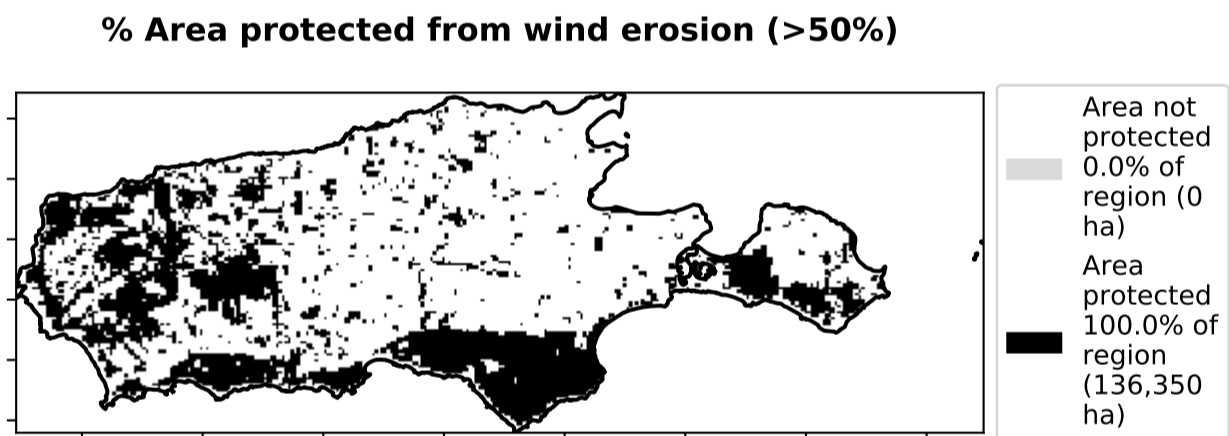 % Area protected from wind erosion (>50%)
Area not
protected
0.0% of
region (0
ha)
Area
protected
100.0% of
region
(136,350
ha)